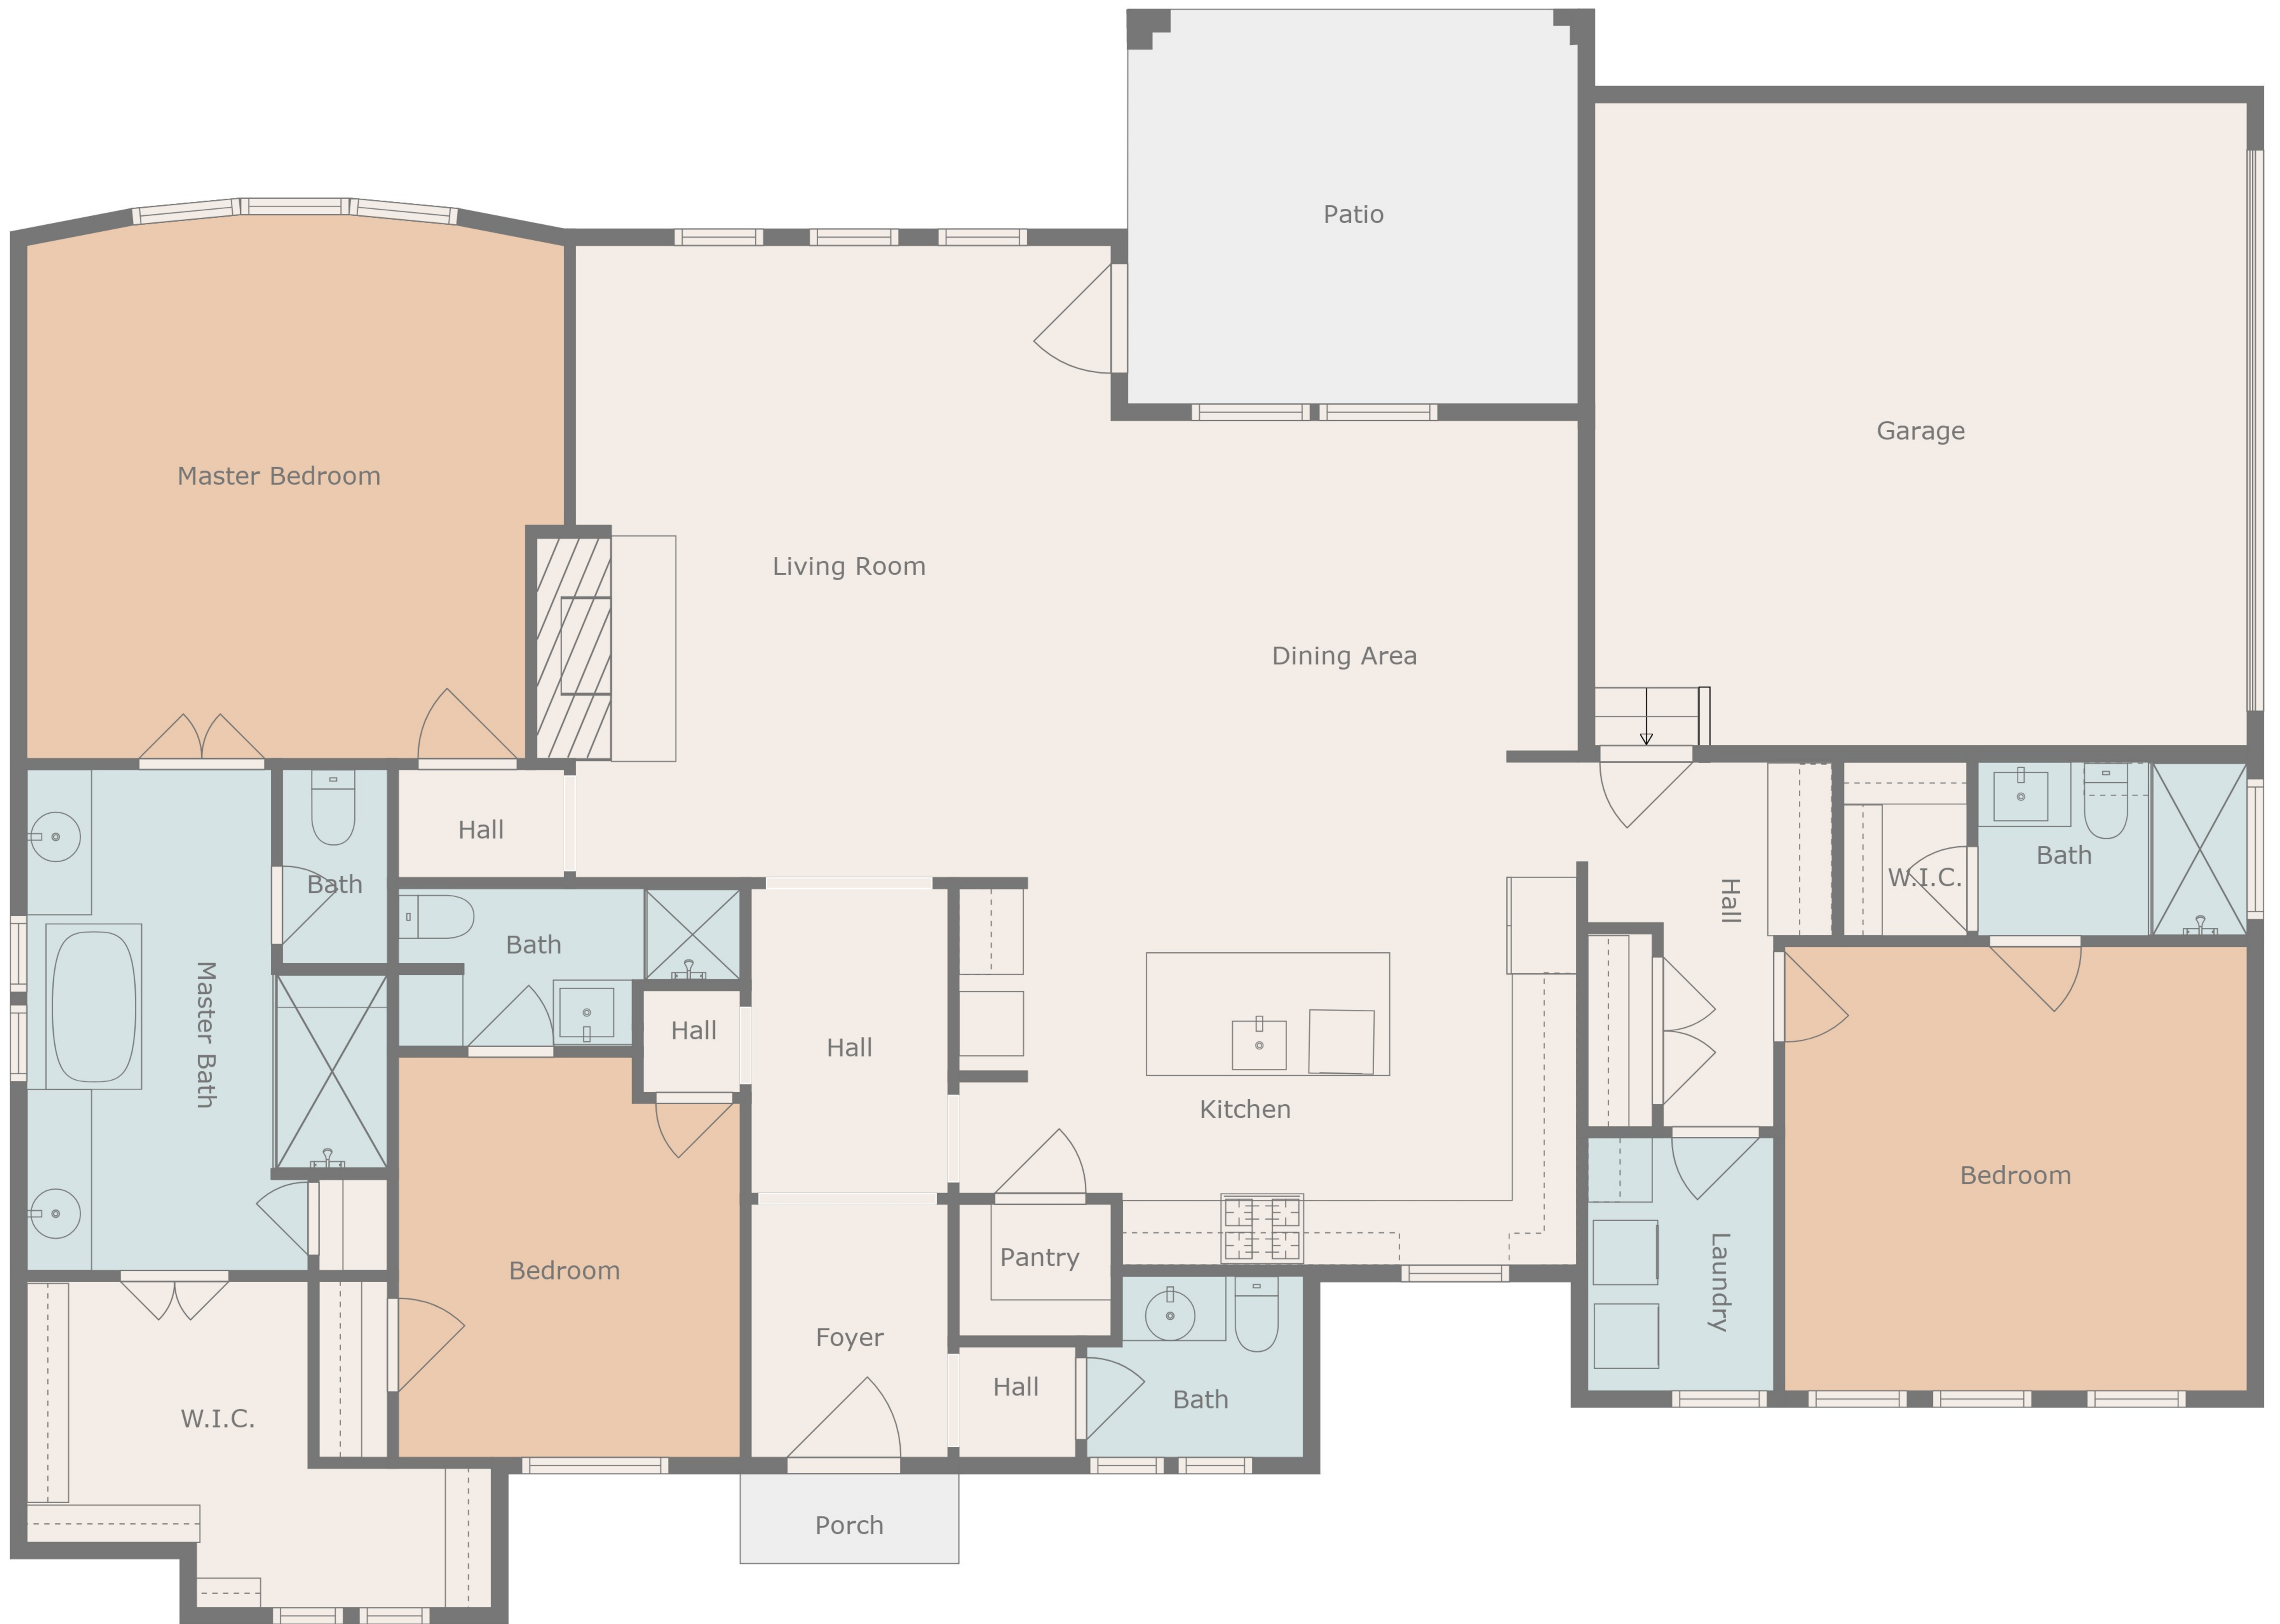 Patio
Garage
Master Bedroom
Living Room
Dining Area
Hall
Bath
W.I.C.
Bath
Hall
Bath
Hall
Hall
Master Bath
Kitchen
Bedroom
Pantry
Bedroom
Laundry
Foyer
Hall
Bath
W.I.C.
Porch